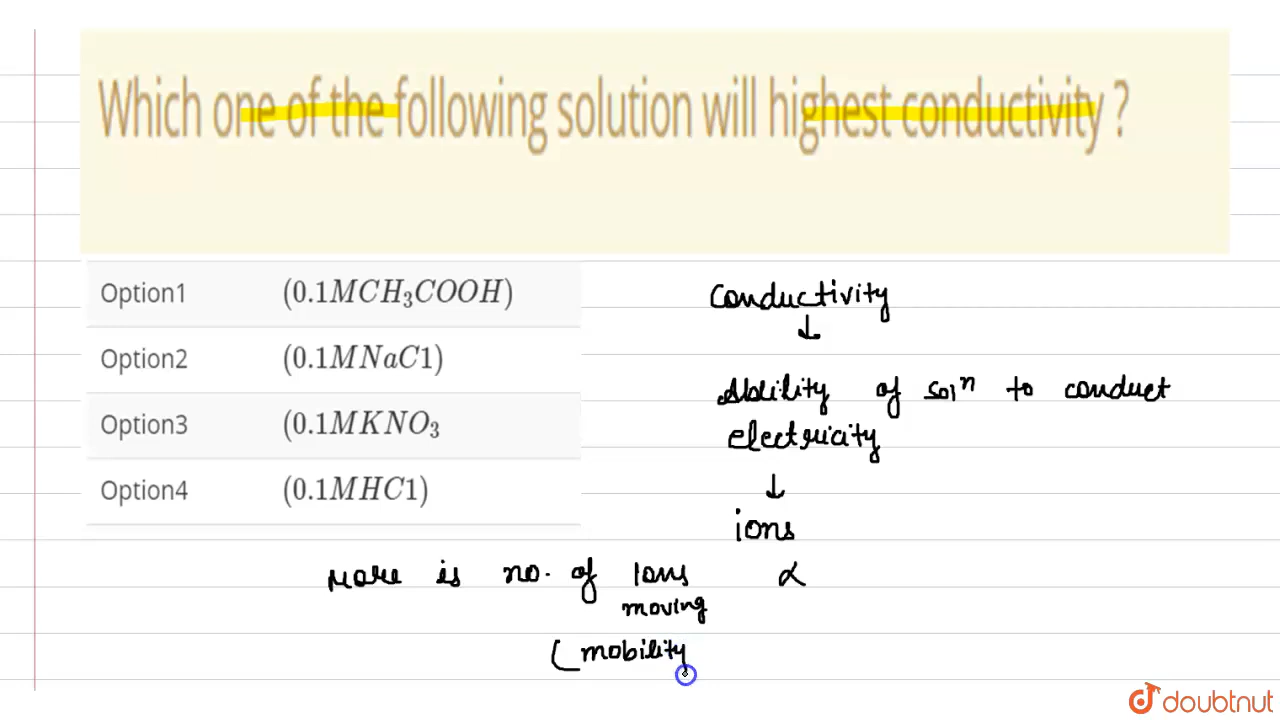 Which one of the following solution will highest conductivity ?
Option1 (0.1MCH₃COOH)
Option2 (0.1MNaC1)
Option3 (0.1MKNO₃
Option4 (0.1MHC1)
Conductivity
↓
Ability of solⁿ to conduct
electricity
↓
ions
More is no. of Ions α
moving
(mobility
doubtnut